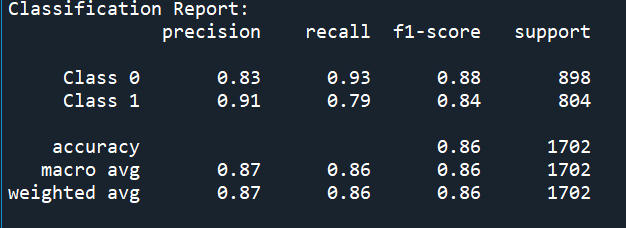 Classification Report:
precision recall f1-score support
Class 0 0.83 0.93 0.88 898
Class 1 0.91 0.79 0.84 804
accuracy 0.86 1702
macro avg 0.87 0.86 0.86 1702
weighted avg 0.87 0.86 0.86 1702